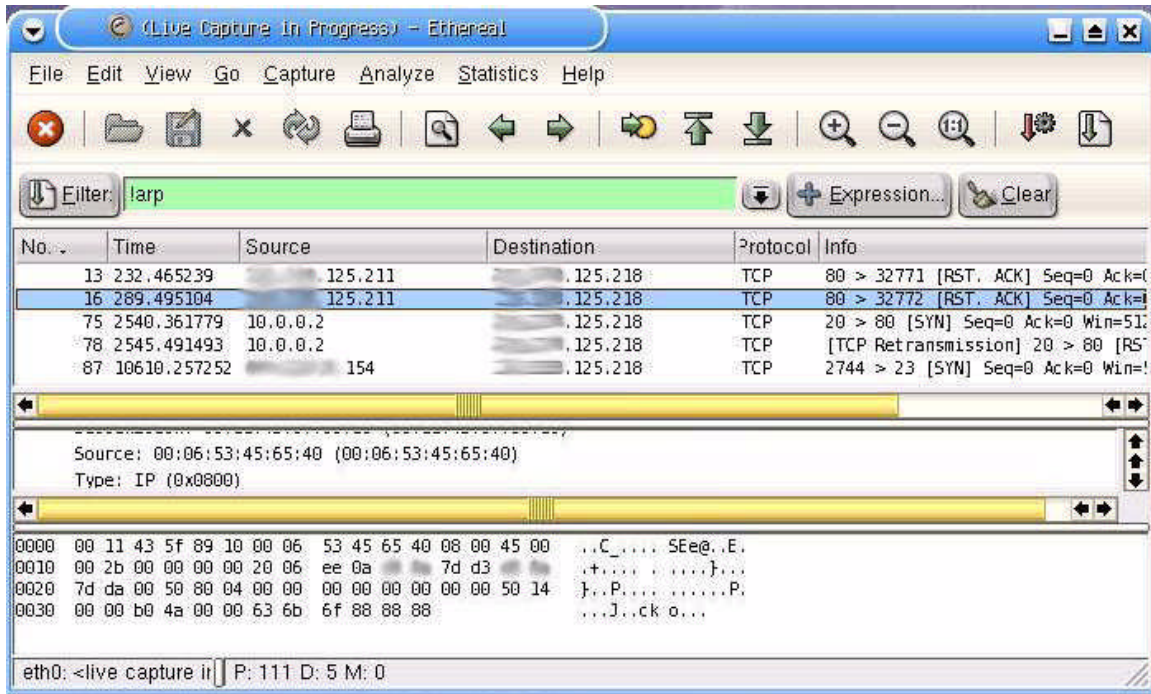 (Live Capture in Progress) - Ethereal
File Edit View Go Capture Analyze Statistics Help
Filter: !arp Expression... Clear
No. . Time Source Destination Protocol Info
13 232.465239 .125.211 .125.218 TCP 80 > 32771 [RST. ACK] Seq=0 Ack=
16 289.495104 125.211 .125.218 TCP 80 > 32772 [RST. ACK] Seq=0 Ack=
75 2540.361779 10.0.0.2 .125.218 TCP 20 > 80 [SYN] Seq=0 Ack=0 Win=512
78 2545.491493 10.0.0.2 .125.218 TCP [TCP Retransmission] 20 > 80 [RS
87 10610.257252 154 .125.218 TCP 2744 > 23 [SYN] Seq=0 Ack=0 Win=
Source: 00:06:53:45:65:40 (00:06:53:45:65:40)
Type: IP (0x0800)
0000 00 11 43 5f 89 10 00 06 53 45 65 40 08 00 45 00 ..C_.... SEe@..E.
0010 00 2b 00 00 00 00 20 06 ee 0a 7d d3 .+.... . ....}...
0020 7d da 00 50 80 04 00 00 00 00 00 00 00 00 50 14 }..P.... ......P.
0030 00 00 b0 4a 00 00 63 6b 6f 88 88 88 ...J..ck o...
eth0: <live capture ir P: 111 D: 5 M: 0